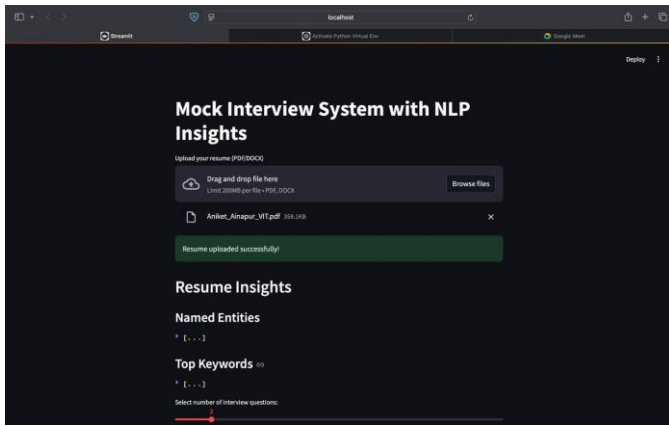 localhost
Streamlit
Activate Python Virtual Env
Google Meet
Deploy
Mock Interview System with NLP
Insights
Upload your resume (PDF/DOCX)
Drag and drop file here
Limit 200MB per file • PDF, DOCX
Browse files
Aniket_Ainapur_VIT.pdf 359.1KB
Resume uploaded successfully!
Resume Insights
Named Entities
[...]
Top Keywords
[...]
Select number of interview questions: